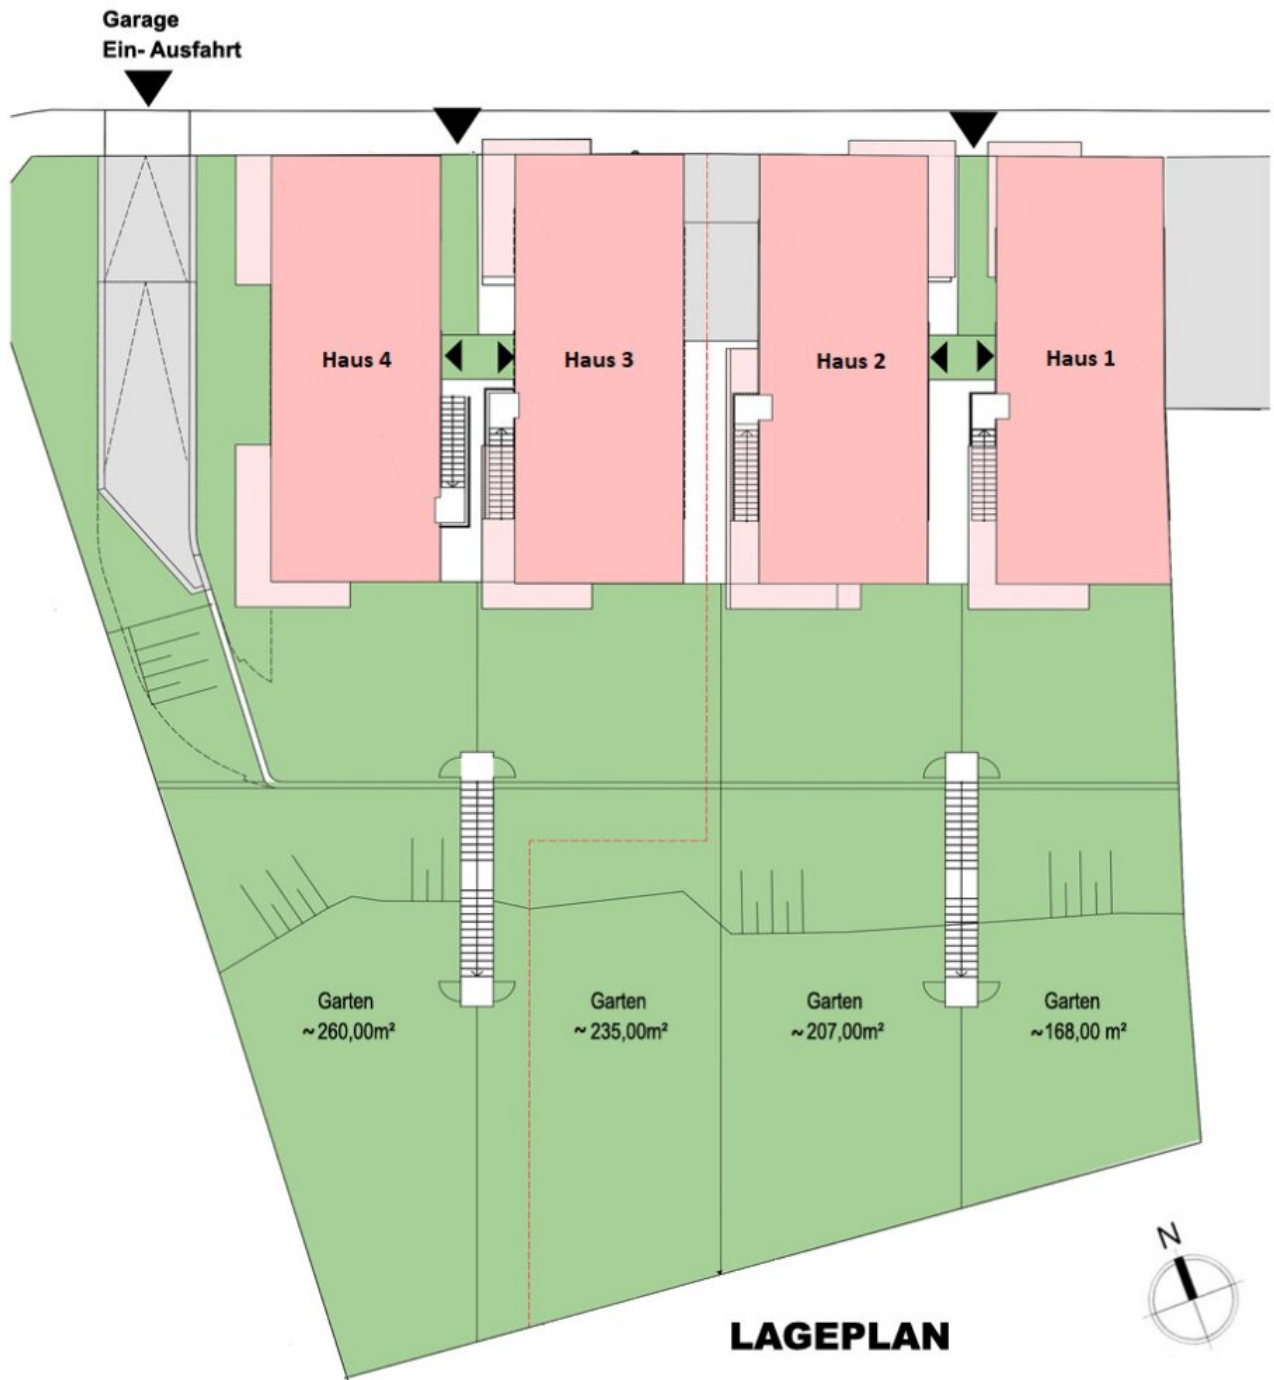 Garage
Ein- Ausfahrt
Haus 4
Haus 3
Haus 2
Haus 1
Garten
~260,00m²
Garten
~ 235,00m²
Garten
~207,00m²
Garten
~168,00 m²
N
LAGEPLAN